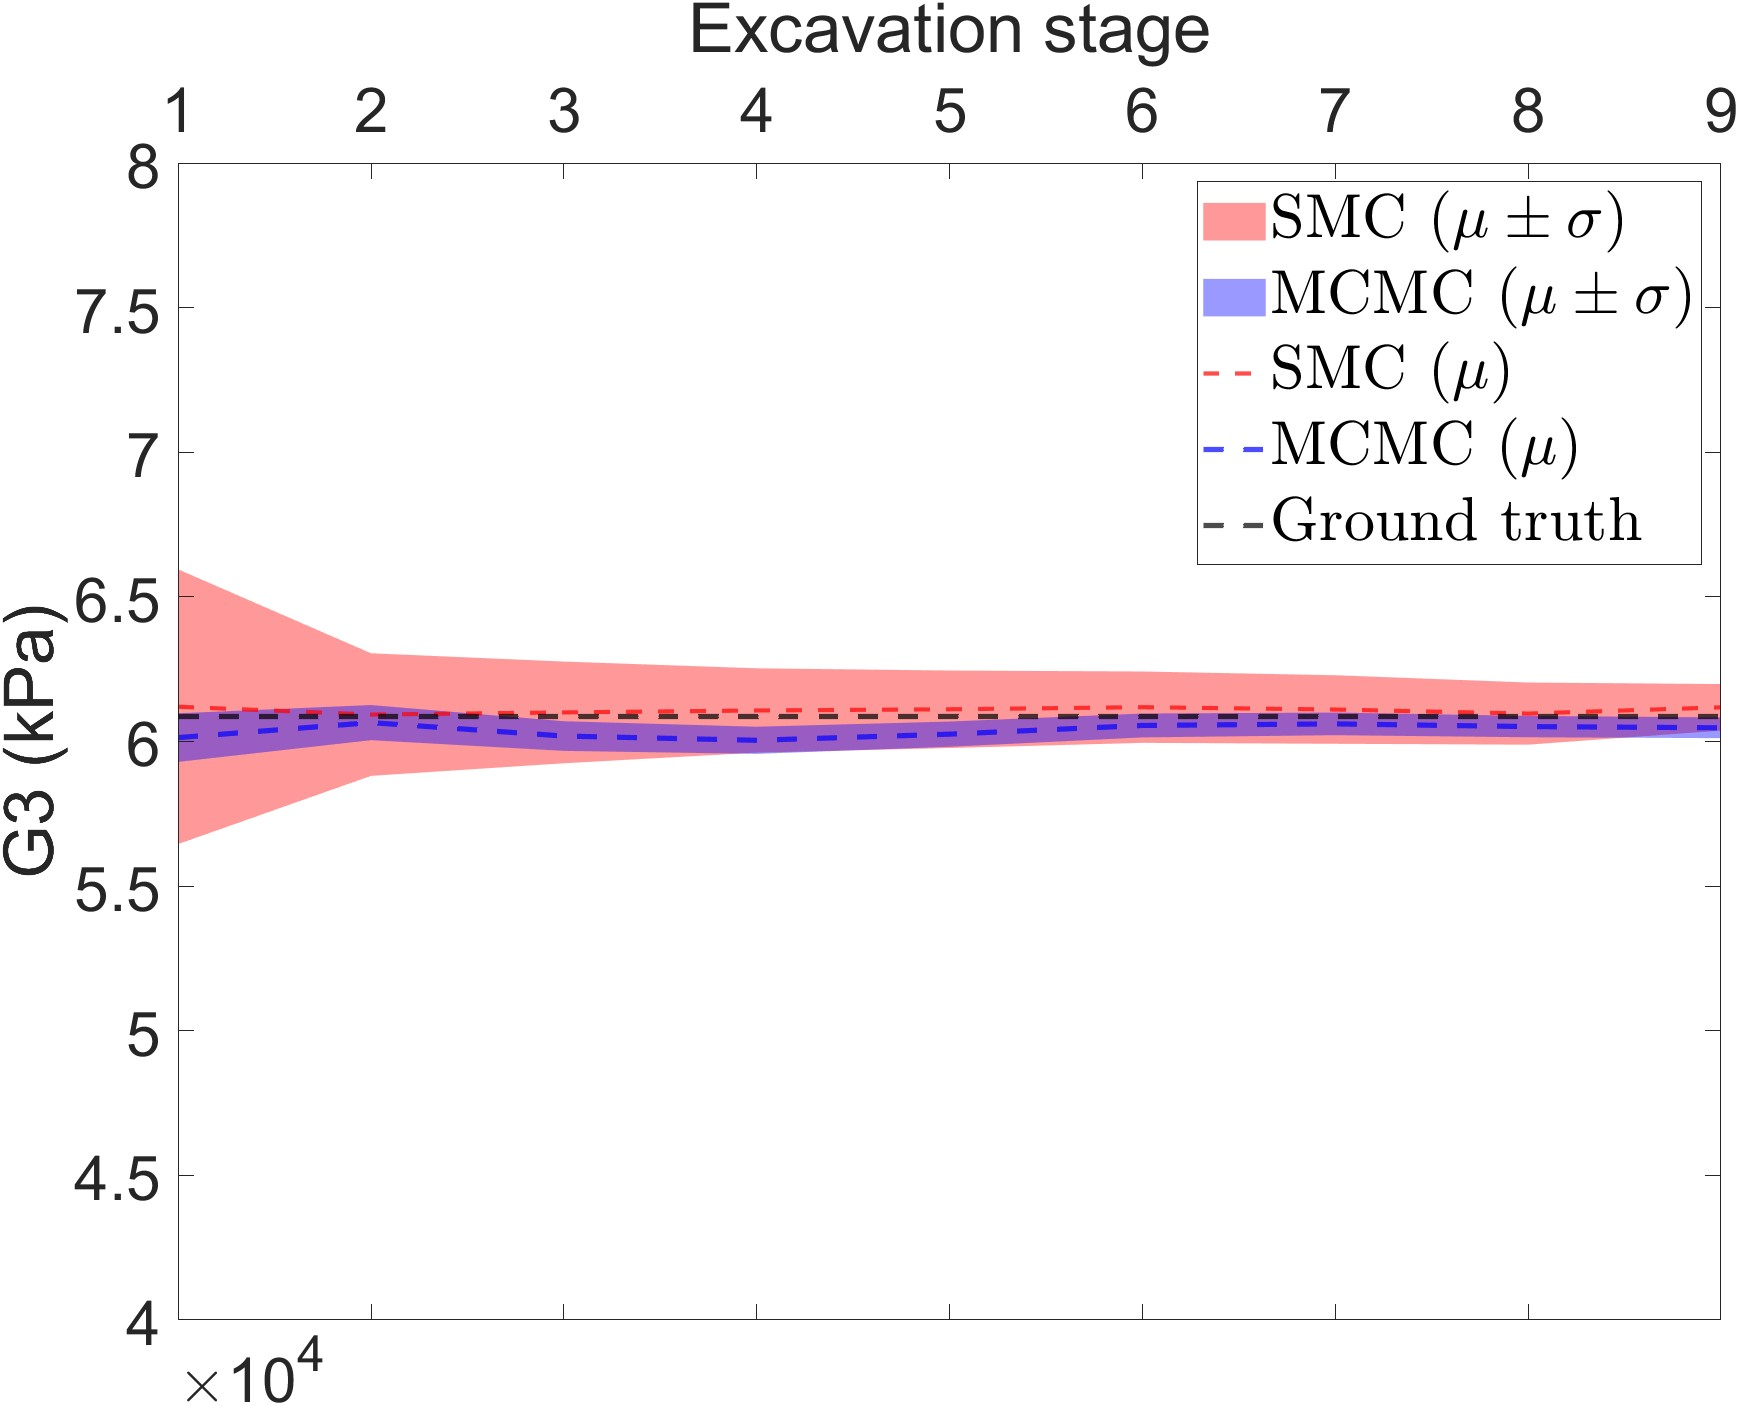 Excavation stage
1 2 3 4 5 6 7 8 9
8
7.5
7
6.5
6
5.5
5
4.5
4
G3 (kPa)
×10⁴
SMC (μ ± σ)
MCMC (μ ± σ)
SMC (μ)
MCMC (μ)
Ground truth